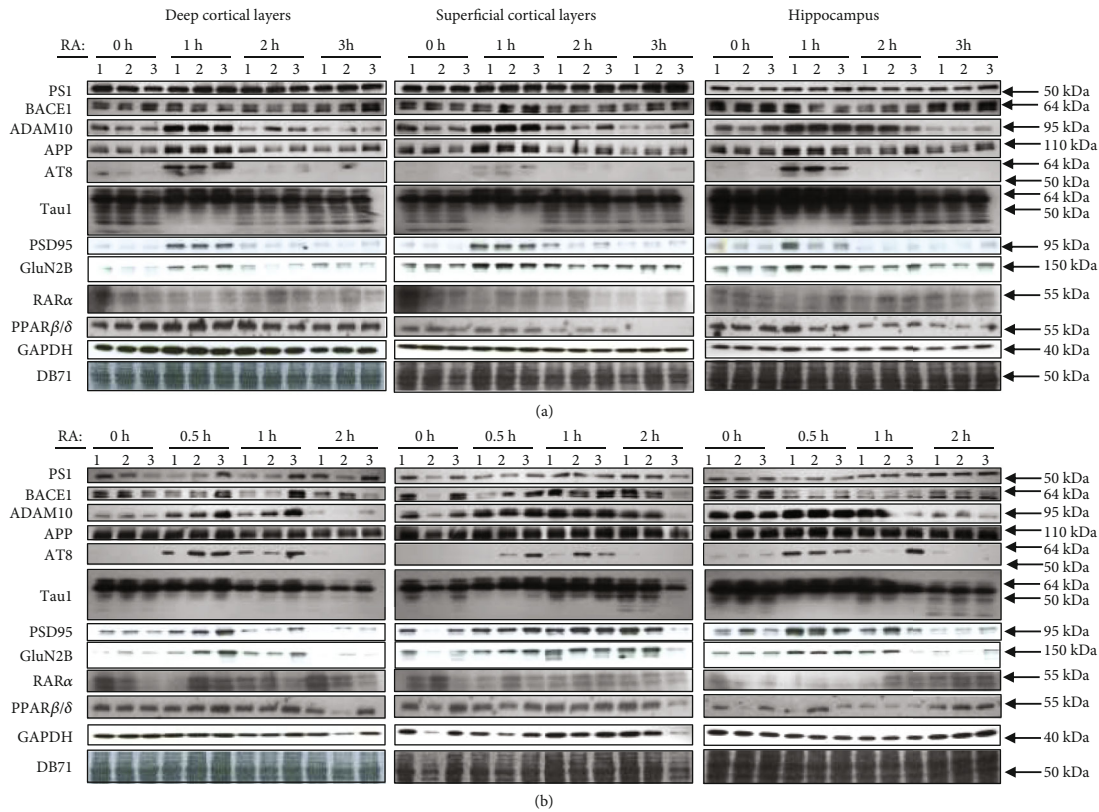 Deep cortical layers Superficial cortical layers Hippocampus
RA: 0 h 1 h 2 h 3h 0 h 1 h 2 h 3h 0 h 1 h 2 h 3h
1 2 3 1 2 3 1 2 3 1 2 3 1 2 3 1 2 3 1 2 3 1 2 3 1 2 3 1 2 3 1 2 3 1 2 3
PS1 50 kDa
BACE1 64 kDa
ADAM10 95 kDa
APP 110 kDa
AT8 64 kDa
50 kDa
Tau1 64 kDa
50 kDa
PSD95 95 kDa
GluN2B 150 kDa
RARα 55 kDa
PPARβ/δ 55 kDa
GAPDH 40 kDa
DB71 50 kDa
(a)
RA: 0 h 0.5 h 1 h 2 h 0 h 0.5 h 1 h 2 h 0 h 0.5 h 1 h 2 h
1 2 3 1 2 3 1 2 3 1 2 3 1 2 3 1 2 3 1 2 3 1 2 3 1 2 3 1 2 3 1 2 3 1 2 3
PS1 50 kDa
BACE1 64 kDa
ADAM10 95 kDa
APP 110 kDa
AT8 64 kDa
50 kDa
Tau1 64 kDa
50 kDa
PSD95 95 kDa
GluN2B 150 kDa
RARα 55 kDa
PPARβ/δ 55 kDa
GAPDH 40 kDa
DB71 50 kDa
(b)